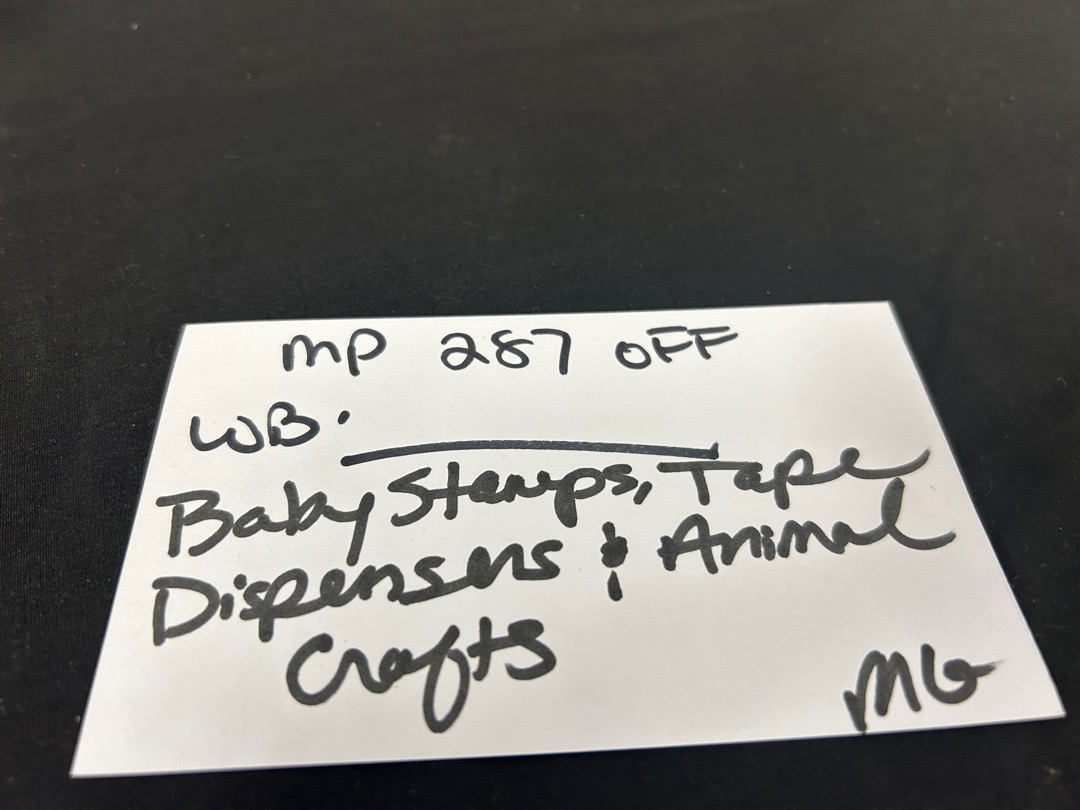 MP 287 OFF
WB.
Baby Stamps, Tape
Dispensers & Animal
Crafts
MG